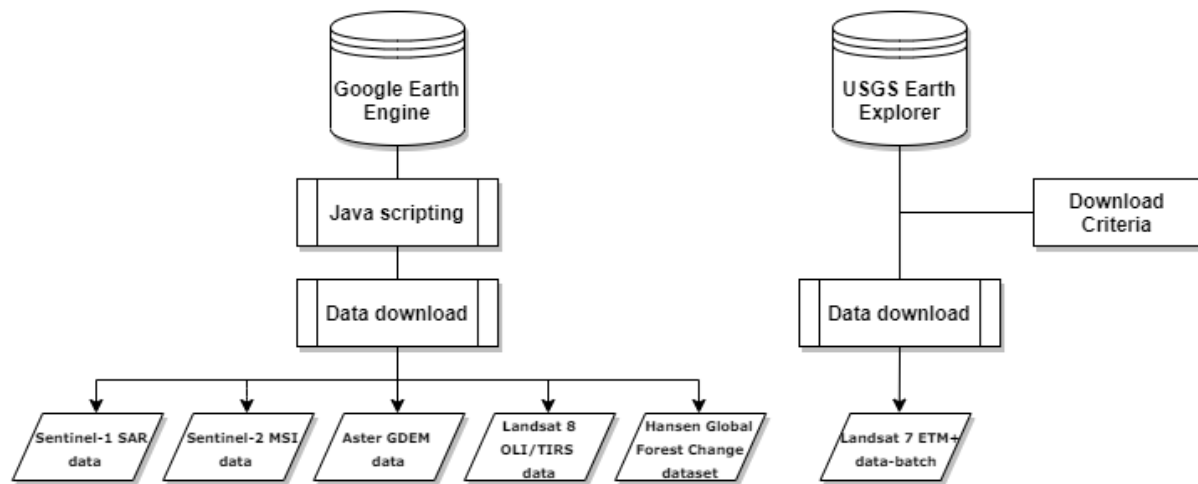 Google Earth
Engine
USGS Earth
Explorer
Java scripting
Download
Criteria
Data download
Data download
Sentinel-1 SAR
data
Sentinel-2 MSI
data
Aster GDEM
data
Landsat 8
OLI/TIRS
data
Hansen Global
Forest Change
dataset
Landsat 7 ETM+
data-batch